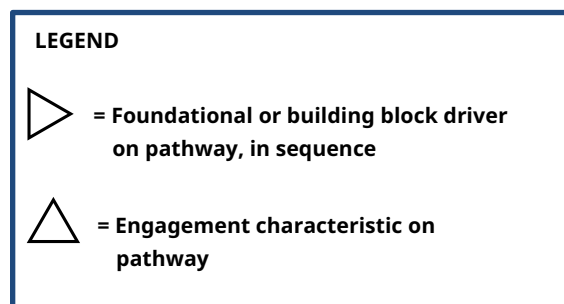 LEGEND
= Foundational or building block driver
on pathway, in sequence
= Engagement characteristic on
pathway